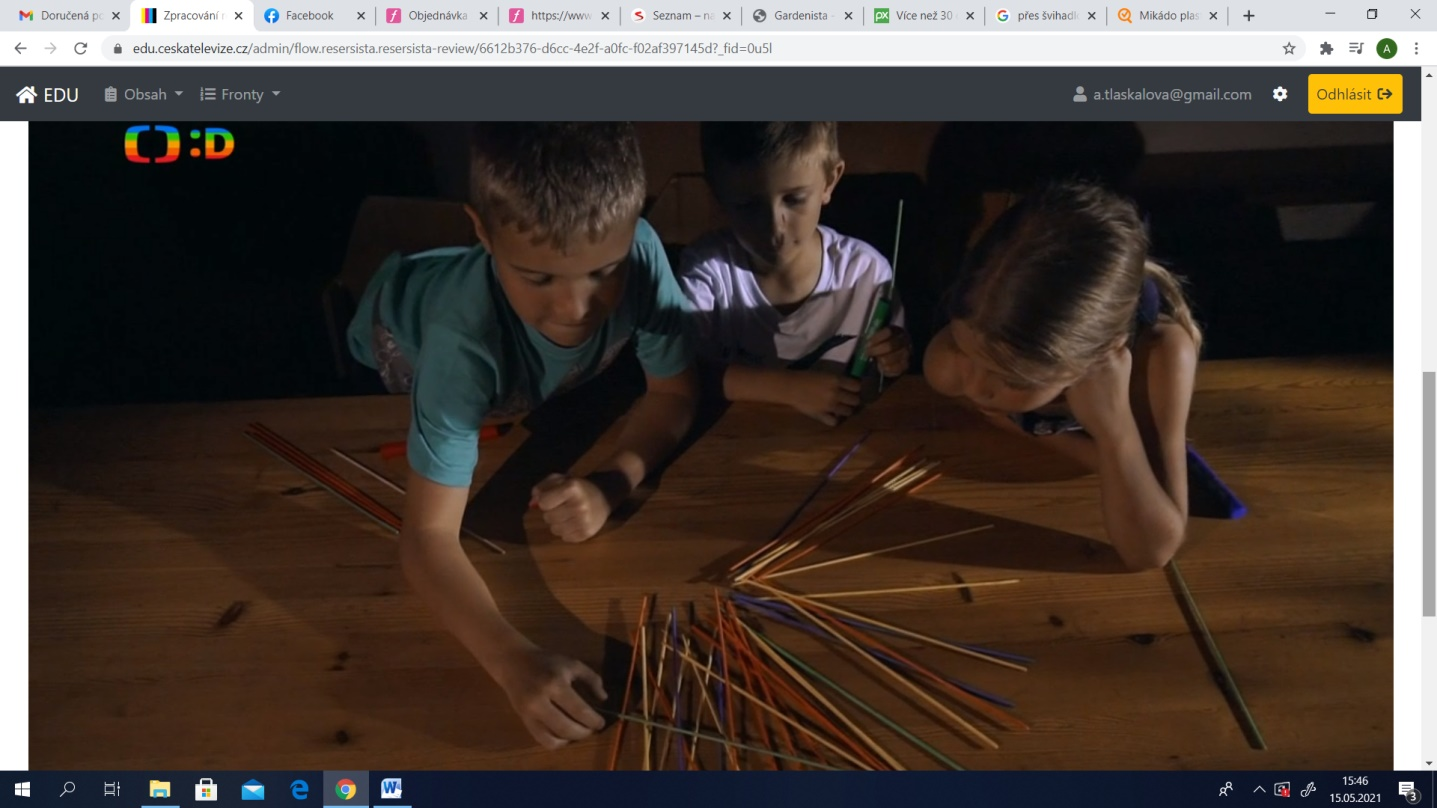 Doručená po
Zpracování r
Facebook
Objednávka
https://www
Seznam – na
Gardenista -
Více než 30
přes švihadl
Mikádo plas
edu.ceskatelevize.cz/admin/flow.resersista.resersista-review/6612b376-d6cc-4e2f-a0fc-f02af397145d?_fid=0u5l
A
EDU Obsah Fronty a.tlaskalova@gmail.com Odhlásit
:D
15:46
15.05.2021
3